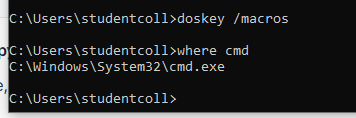 C:\Users\studentcoll>doskey /macros
C:\Users\studentcoll>where cmd
C:\Windows\System32\cmd.exe
C:\Users\studentcoll>